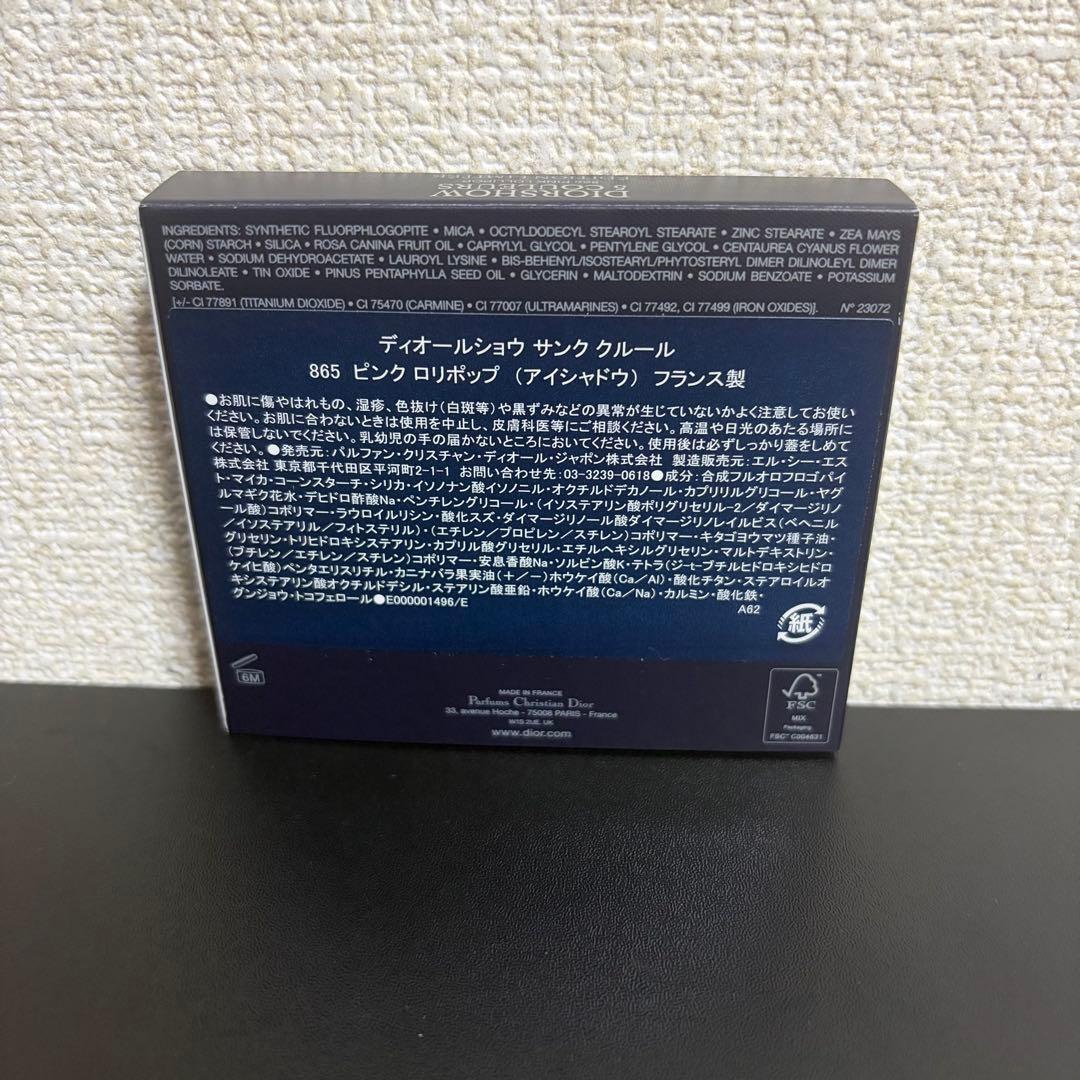 DIORSHOW
5 COULEURS
INGREDIENTS: SYNTHETIC FLUORPHLOGOPITE • MICA • OCTYLDODECYL STEAROYL STEARATE • ZINC STEARATE • ZEA MAYS
(CORN) STARCH • SILICA • ROSA CANINA FRUIT OIL • CAPRYLYL GLYCOL • PENTYLENE GLYCOL • CENTAUREA CYANUS FLOWER
WATER • SODIUM DEHYDROACETATE • LAUROYL LYSINE • BIS-BEHENYL/ISOSTEARYL/PHYTOSTERYL DIMER DILINOLEYL DIMER
DILINOLEATE • TIN OXIDE • PINUS PENTAPHYLLA SEED OIL • GLYCERIN • MALTODEXTRIN • SODIUM BENZOATE • POTASSIUM
SORBATE.
[+/- CI 77891 (TITANIUM DIOXIDE) • CI 75470 (CARMINE) • CI 77007 (ULTRAMARINES) • CI 77492, CI 77499 (IRON OXIDES)]. N° 23072
ディオールショウ サンク クルール
865 ピンク ロリポップ （アイシャドウ） フランス製
●お肌に傷やはれもの、湿疹、色抜け（白斑等）や黒ずみなどの異常が生じていないかよく注意してお使い
ください。お肌に合わないときは使用を中止し、皮膚科医等にご相談ください。高温や日光のあたる場所に
は保管しないでください。乳幼児の手の届かないところにおいてください。使用後は必ずしっかり蓋をしめて
ください。●発売元：パルファン・クリスチャン・ディオール・ジャポン株式会社 製造販売元：エル・シー・エス
株式会社 東京都千代田区平河町2-1-1 お問い合わせ先：03-3239-0618●成分：合成フルオロフロゴパイ
ト・マイカ・コーンスターチ・シリカ・イソノナン酸イソノニル・オクチルドデカノール・カプリリルグリコール・ヤグ
ルマギク花水・デヒドロ酢酸Na・ペンチレングリコール・（イソステアリン酸ポリグリセリル-2／ダイマージリノ
ール酸）コポリマー・ラウロイルリシン・酸化スズ・ダイマージリノール酸ダイマージリノレイルビス（ベヘニル
／イソステアリル／フィトステリル）・（エチレン／プロピレン／スチレン）コポリマー・キタゴヨウマツ種子油・
グリセリン・トリヒドロキシステアリン・カプリル酸グリセリル・エチルヘキシルグリセリン・マルトデキストリン・
（ブチレン／エチレン／スチレン）コポリマー・安息香酸Na・ソルビン酸K・テトラ（ジ-t-ブチルヒドロキシヒドロ
ケイヒ酸）ペンタエリスリチル・カニナバラ果実油（＋／－）ホウケイ酸（Ca／Al）・酸化チタン・ステアロイルオ
キシステアリン酸オクチルドデシル・ステアリン酸亜鉛・ホウケイ酸（Ca／Na）・カルミン・酸化鉄・
グンジョウ・トコフェロール●E000001496/E
A62
紙
6M
MADE IN FRANCE
Parfums Christian Dior
33, avenue Hoche - 75008 PARIS - France
W1S 2UE, UK
www.dior.com
FSC
MIX
Packaging
FSC™ C004631